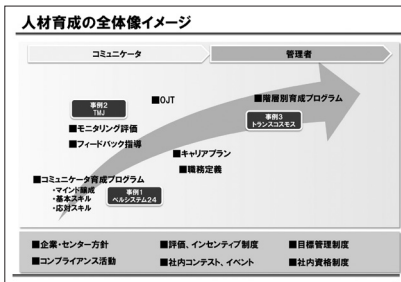 人材育成の全体像イメージ
コミュニケータ
管理者
事例2
TMJ
■OJT
■階層別育成プログラム
事例3
トランスコスモス
■モニタリング評価
■フィードバック指導
■キャリアプラン
■職務定義
■コミュニケータ育成プログラム
・マインド醸成
・基本スキル
・応対スキル
事例1
ベルシステム24
■企業・センター方針
■評価、インセンティブ制度
■目標管理制度
■コンプライアンス活動
■社内コンテスト、イベント
■社内資格制度